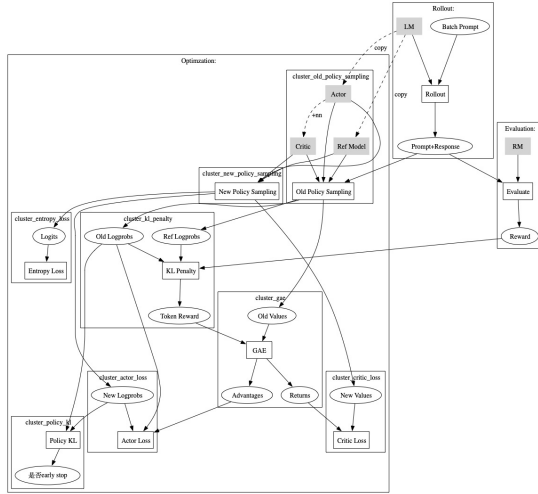 Rollout:
LM
Batch Prompt
Optimzation:
copy
cluster_old_policy_sampling
Actor
copy
Rollout
+nn
Evaluation:
Critic
Ref Model
Prompt+Response
RM
cluster_new_policy_sampling
New Policy Sampling
Old Policy Sampling
Evaluate
cluster_entropy_loss
cluster_kl_penalty
Logits
Old Logprobs
Ref Logprobs
Reward
Entropy Loss
KL Penalty
cluster_gae
Token Reward
Old Values
GAE
cluster_actor_loss
cluster_critic_loss
New Logprobs
Advantages
Returns
New Values
cluster_policy_kl
Policy KL
Actor Loss
Critic Loss
是否early stop